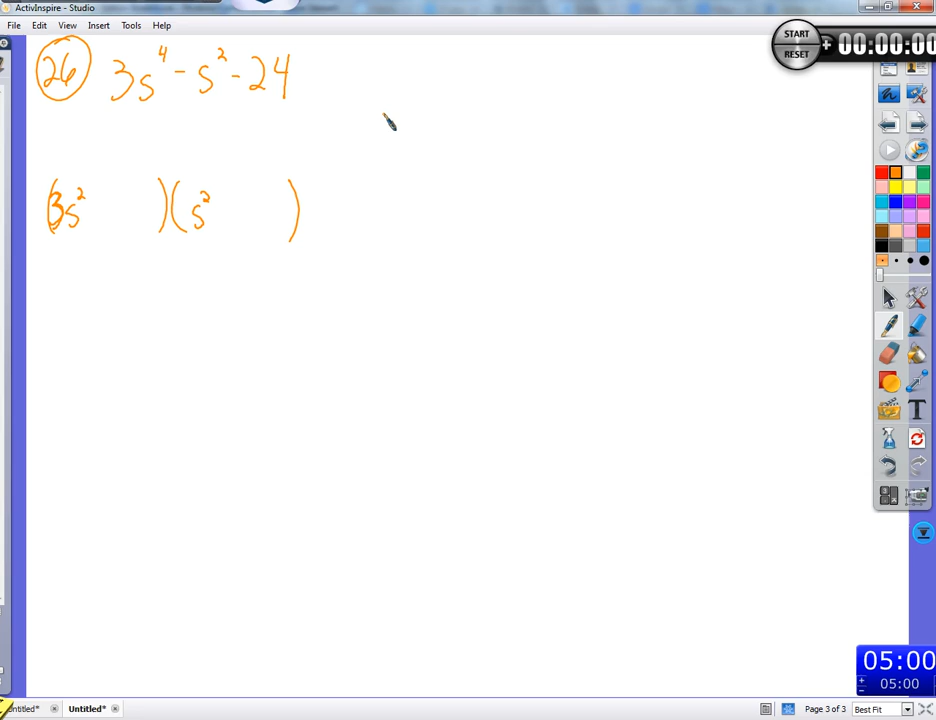 ActivInspire - Studio
File Edit View Insert Tools Help
START
RESET
00:00:00
26 3s⁴ - s² - 24
(3s² )(s² )
05:00
05:00
ntitled* Untitled* Page 3 of 3 Best Fit